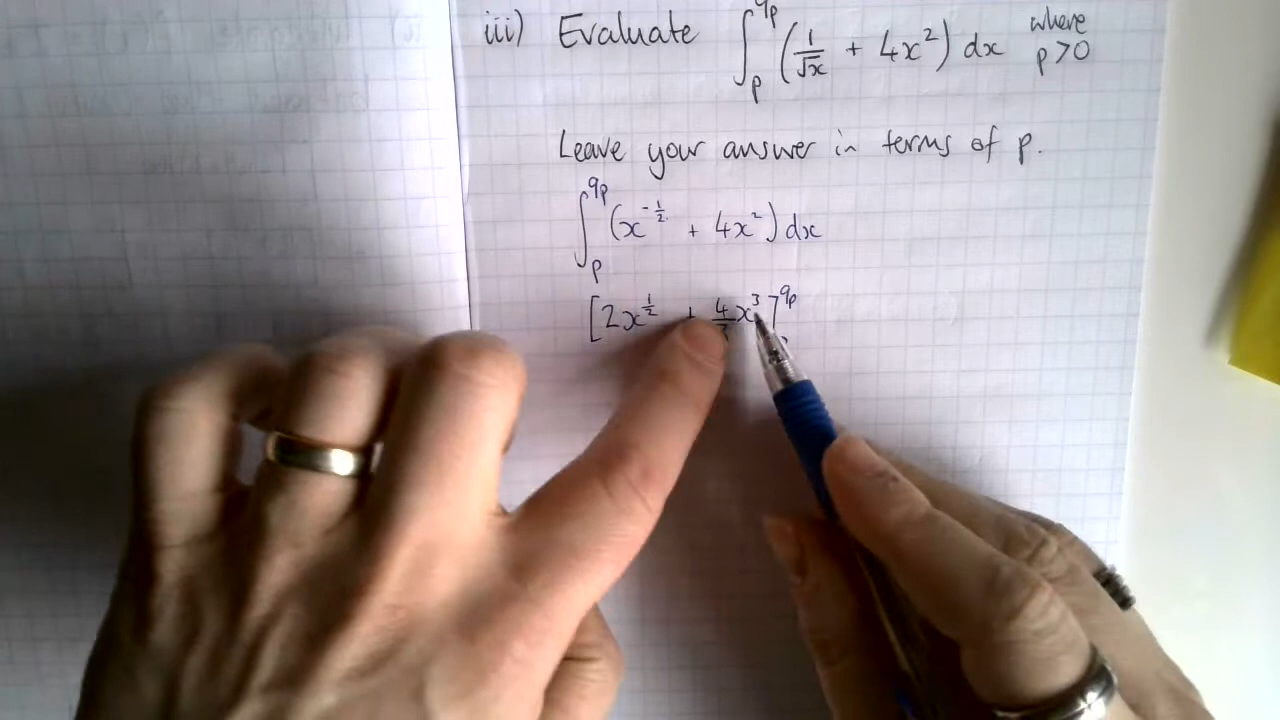 iii) Evaluate ∫_p^{9p} (1/√x + 4x²) dx where p>0
Leave your answer in terms of p.
∫_p^{9p} (x^{-1/2} + 4x²) dx
[2x^{1/2} + 4/3 x³]^{9p}